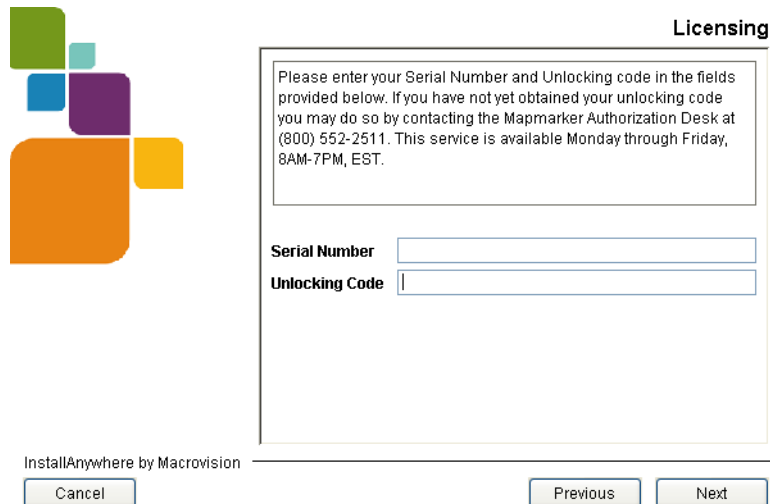 Licensing
Please enter your Serial Number and Unlocking code in the fields
provided below. If you have not yet obtained your unlocking code
you may do so by contacting the Mapmarker Authorization Desk at
(800) 552-2511. This service is available Monday through Friday,
8AM-7PM, EST.
Serial Number
Unlocking Code
InstallAnywhere by Macrovision
Cancel
Previous
Next